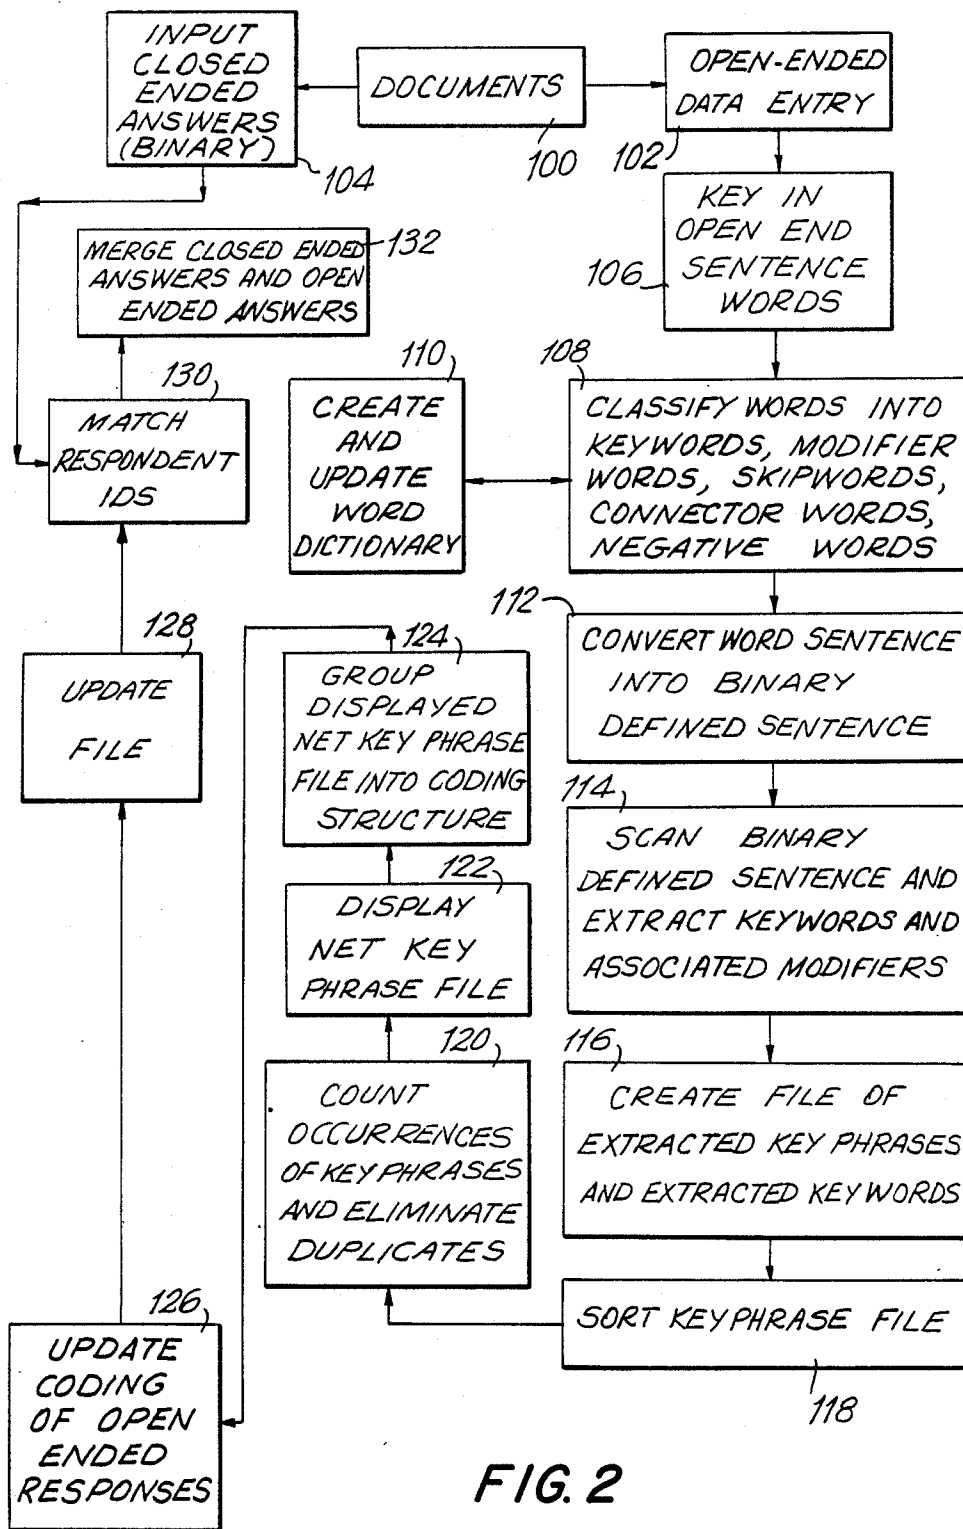 INPUT
CLOSED
ENDED
ANSWERS
(BINARY)
104
DOCUMENTS
100
OPEN-ENDED
DATA ENTRY
102
KEY IN
OPEN END
SENTENCE
WORDS
106
MERGE CLOSED ENDED
ANSWERS AND OPEN
ENDED ANSWERS
132
130
MATCH
RESPONDENT
IDS
110
CREATE
AND
UPDATE
WORD
DICTIONARY
108
CLASSIFY WORDS INTO
KEYWORDS, MODIFIER
WORDS, SKIPWORDS,
CONNECTOR WORDS,
NEGATIVE WORDS
112
CONVERT WORD SENTENCE
INTO BINARY
DEFINED SENTENCE
128
UPDATE
FILE
124
GROUP
DISPLAYED
NET KEY PHRASE
FILE INTO CODING
STRUCTURE
114
SCAN BINARY
DEFINED SENTENCE AND
EXTRACT KEYWORDS AND
ASSOCIATED MODIFIERS
122
DISPLAY
NET KEY
PHRASE FILE
116
CREATE FILE OF
EXTRACTED KEY PHRASES
AND EXTRACTED KEYWORDS
120
COUNT
OCCURRENCES
OF KEY PHRASES
AND ELIMINATE
DUPLICATES
SORT KEYPHRASE FILE
118
126
UPDATE
CODING
OF OPEN
ENDED
RESPONSES
FIG. 2